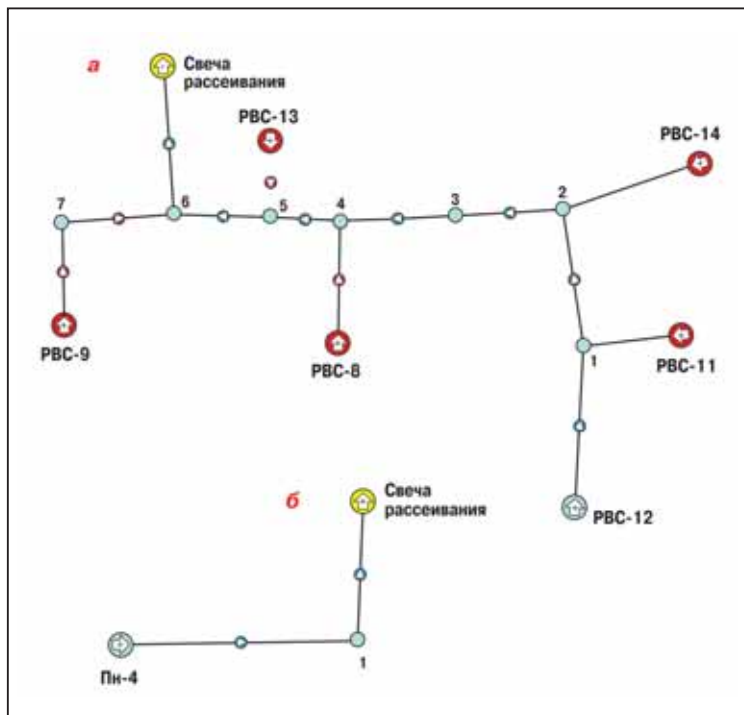 а
Свеча
рассеивания
РВС-13
РВС-14
7
6
5
4
3
2
РВС-9
РВС-8
1
РВС-11
б
Свеча
рассеивания
РВС-12
Пн-4
1